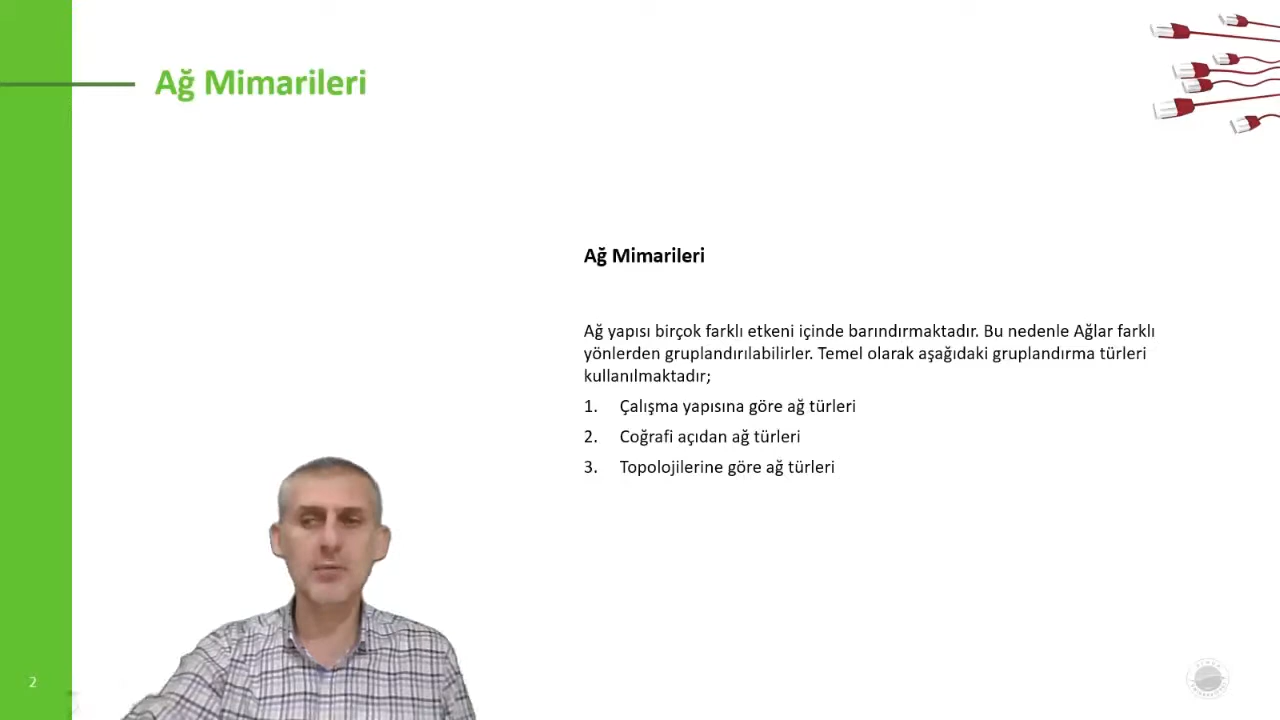 Ağ Mimarileri
Ağ Mimarileri
Ağ yapısı birçok farklı etkeni içinde barındırmaktadır. Bu nedenle Ağlar farklı
yönlerden gruplandırılabilirler. Temel olarak aşağıdaki gruplandırma türleri
kullanılmaktadır;
1. Çalışma yapısına göre ağ türleri
2. Coğrafi açıdan ağ türleri
3. Topolojilerine göre ağ türleri
2